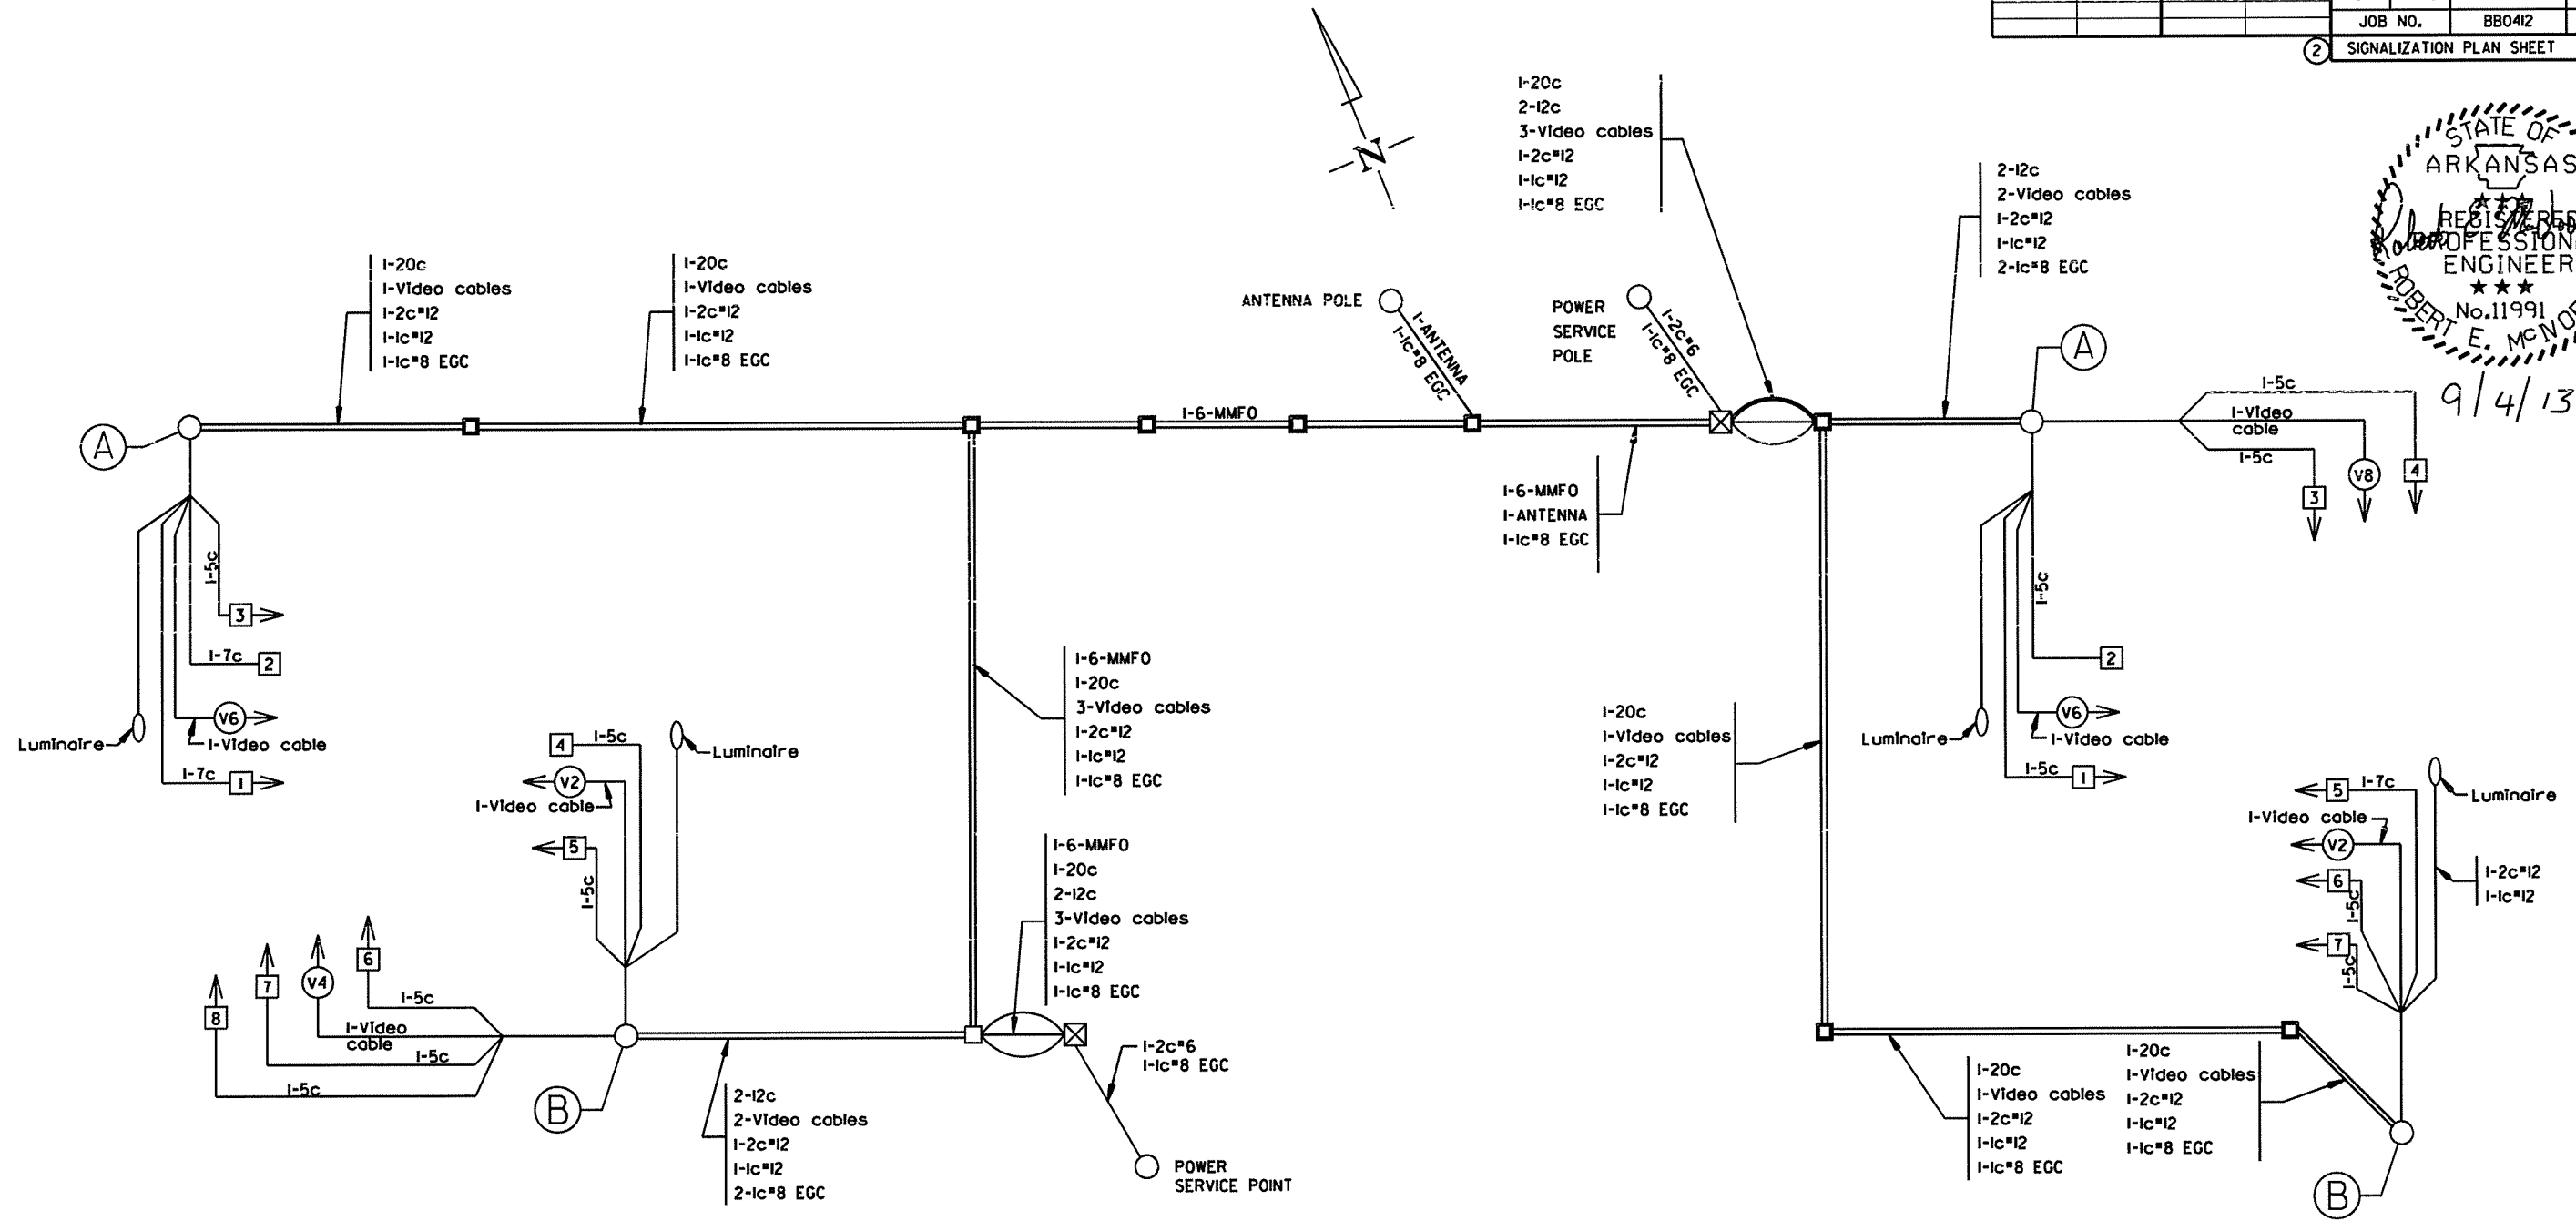 JOB NO. BB0412
2 SIGNALIZATION PLAN SHEET
STATE OF
ARKANSAS
REGISTERED
PROFESSIONAL
ENGINEER
No.11991
ROBERT E.
9/4/13
N
1-20c
2-12c
3-Video cables
1-2c#12
1-1c#12
1-1c#8 EGC
2-12c
2-Video cables
1-2c#12
1-1c#12
2-1c#8 EGC
1-20c
1-Video cables
1-2c#12
1-1c#12
1-1c#8 EGC
1-20c
1-Video cables
1-2c#12
1-1c#12
1-1c#8 EGC
ANTENNA POLE
1-ANTENNA
1-1c#8 EGC
POWER
SERVICE
POLE
1-2c#6
1-1c#8 EGC
A
A
1-6-MMFO
1-5c
1-Video
cable
1-5c
3
V8
4
1-6-MMFO
1-ANTENNA
1-1c#8 EGC
1-5c
3
1-7c 2
V6
1-Video cable
Luminaire
1-7c 1
1-5c
2
V6
1-Video cable
Luminaire
1-5c 1
1-6-MMFO
1-20c
3-Video cables
1-2c#12
1-1c#12
1-1c#8 EGC
1-20c
1-Video cables
1-2c#12
1-1c#12
1-1c#8 EGC
4 1-5c
Luminaire
V2
1-Video cable
5
1-5c
5 1-7c
Luminaire
1-Video cable
V2
1-2c#12
1-1c#12
6
1-5c
7
1-5c
1-6-MMFO
1-20c
2-12c
3-Video cables
1-2c#12
1-1c#12
1-1c#8 EGC
6
7
V4
8
1-5c
1-Video
cable
1-5c
1-5c
B
1-2c#6
1-1c#8 EGC
2-12c
2-Video cables
1-2c#12
1-1c#12
2-1c#8 EGC
POWER
SERVICE POINT
1-20c
1-Video cables
1-2c#12
1-1c#12
1-1c#8 EGC
1-20c
1-Video cables
1-2c#12
1-1c#12
1-1c#8 EGC
B